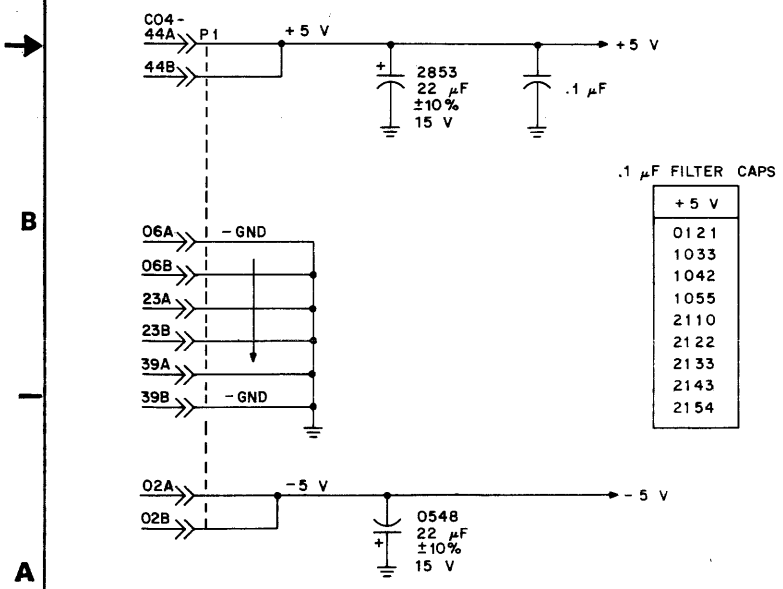 C04-
44A P1 +5 V +5 V
44B
+ 2853
22 µF .1 µF
±10%
15 V
.1 µF FILTER CAPS
+5 V
0121
1033
1042
1055
2110
2122
2133
2143
2154
B
06A -GND
06B
23A
23B
39A
39B -GND
02A -5 V -5 V
02B
0548
22 µF
+ ±10%
15 V
A